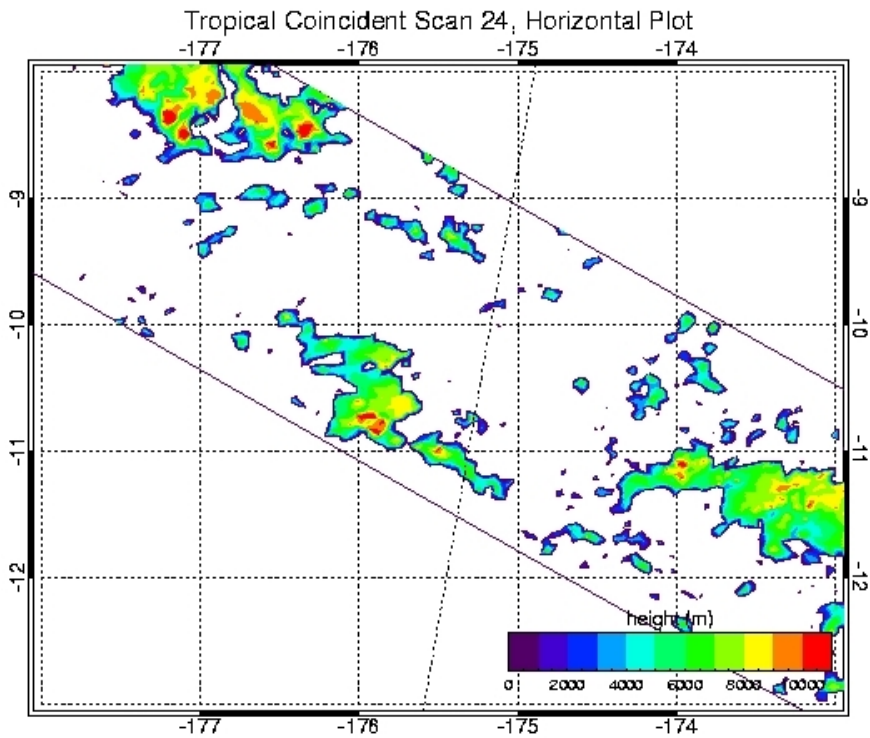 Tropical Coincident Scan 24, Horizontal Plot
-177 -176 -175 -174
-9 -9
-10 -10
-11 -11
-12 -12
height (m)
0 2000 4000 6000 8000 10000
-177 -176 -175 -174